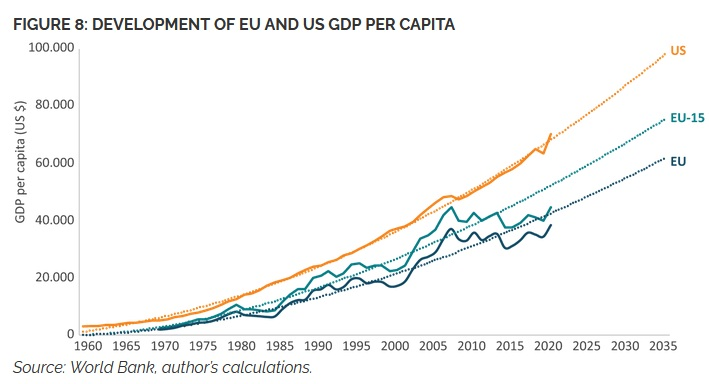 FIGURE 8: DEVELOPMENT OF EU AND US GDP PER CAPITA
100.000
80.000
60.000
40.000
20.000
0
GDP per capita (US $)
US
EU-15
EU
1960 1965 1970 1975 1980 1985 1990 1995 2000 2005 2010 2015 2020 2025 2030 2035
Source: World Bank, author's calculations.